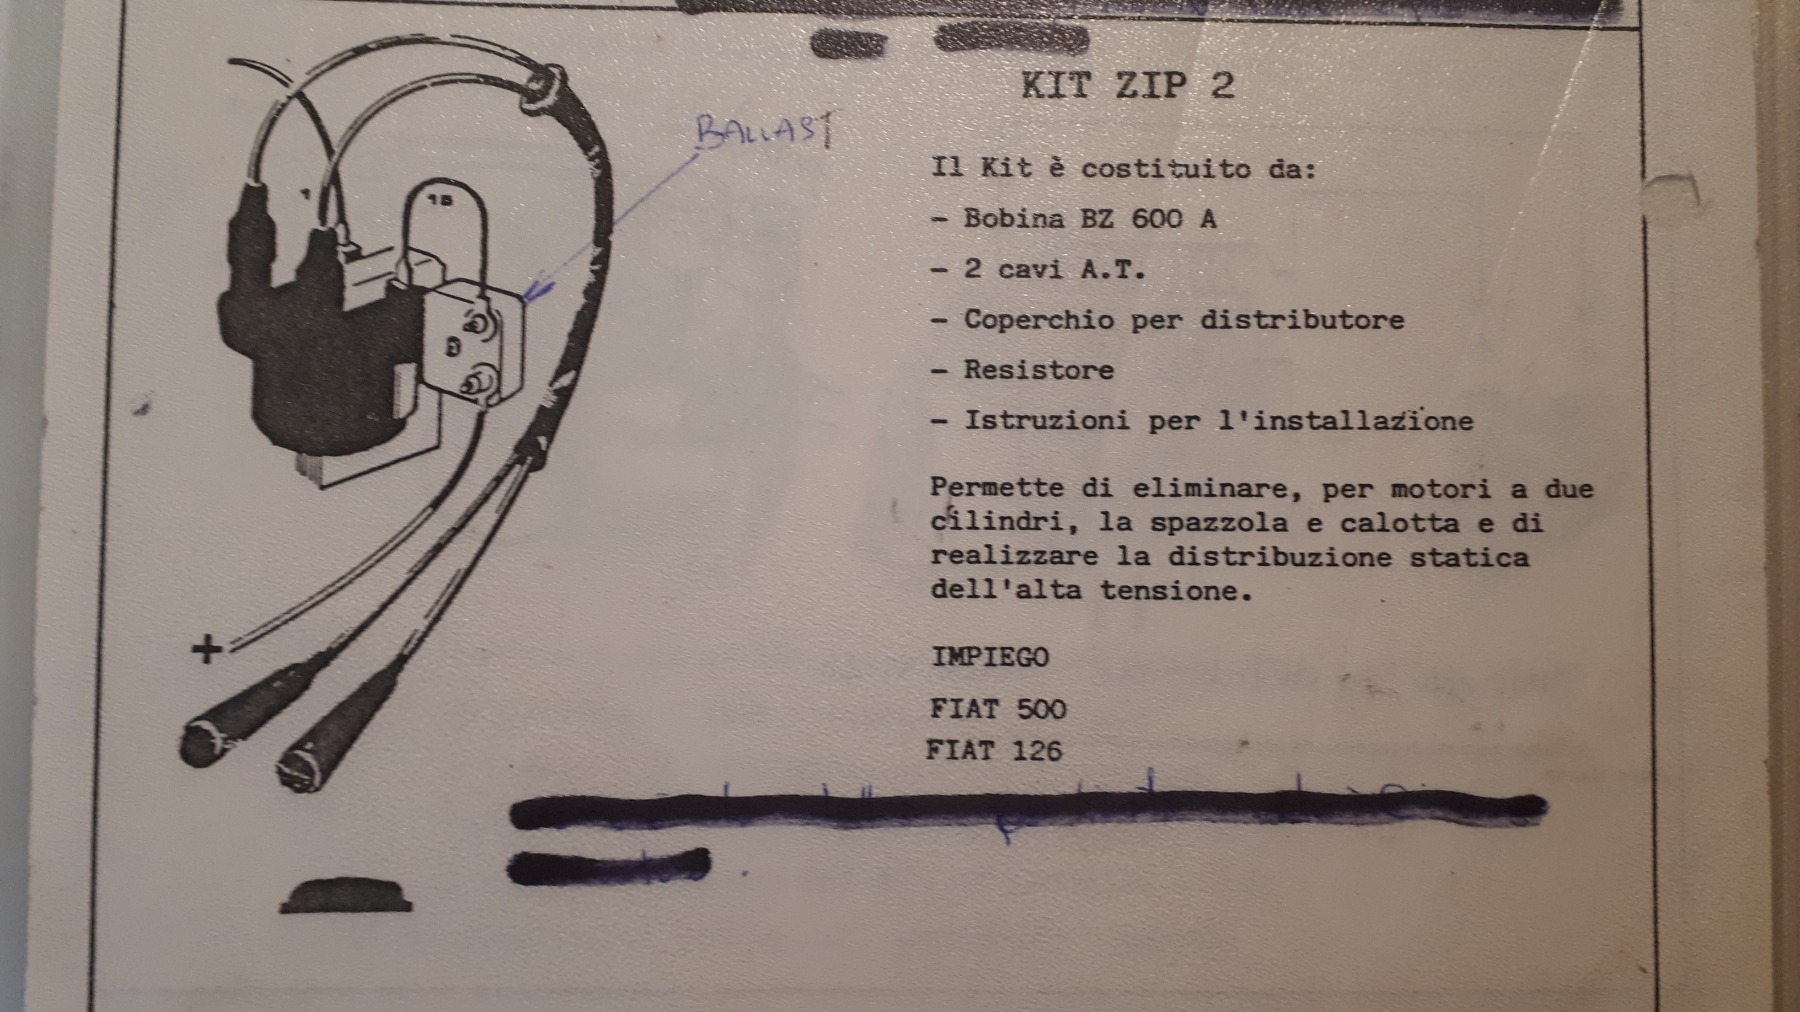 KIT ZIP 2
BALLAST
Il Kit è costituito da:
- Bobina BZ 600 A
- 2 cavi A.T.
- Coperchio per distributore
- Resistore
- Istruzioni per l'installazione
Permette di eliminare, per motori a due
cilindri, la spazzola e calotta e di
realizzare la distribuzione statica
dell'alta tensione.
IMPIEGO
FIAT 500
FIAT 126
1
15
+